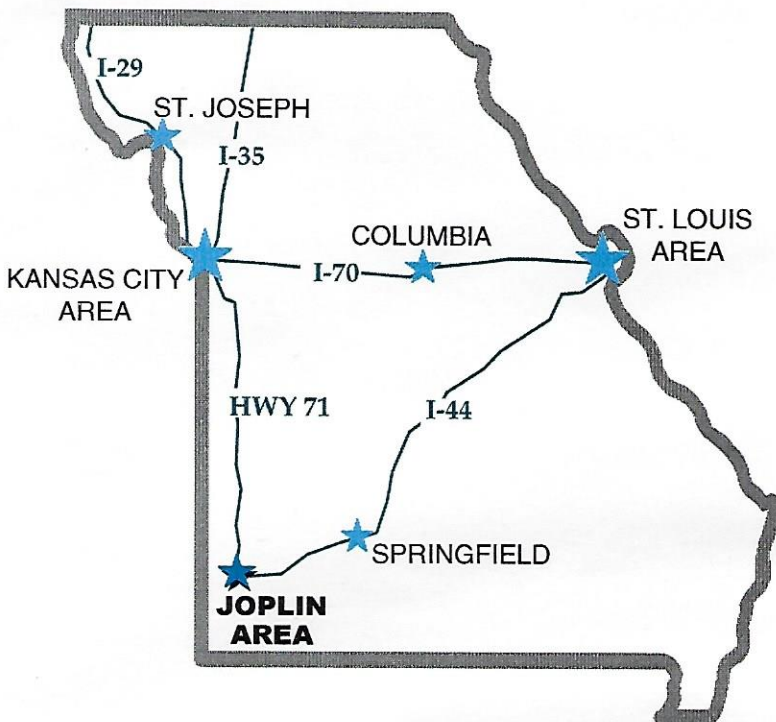 I-29
ST. JOSEPH
I-35
COLUMBIA
ST. LOUIS
AREA
KANSAS CITY
AREA
I-70
HWY 71
I-44
SPRINGFIELD
JOPLIN
AREA